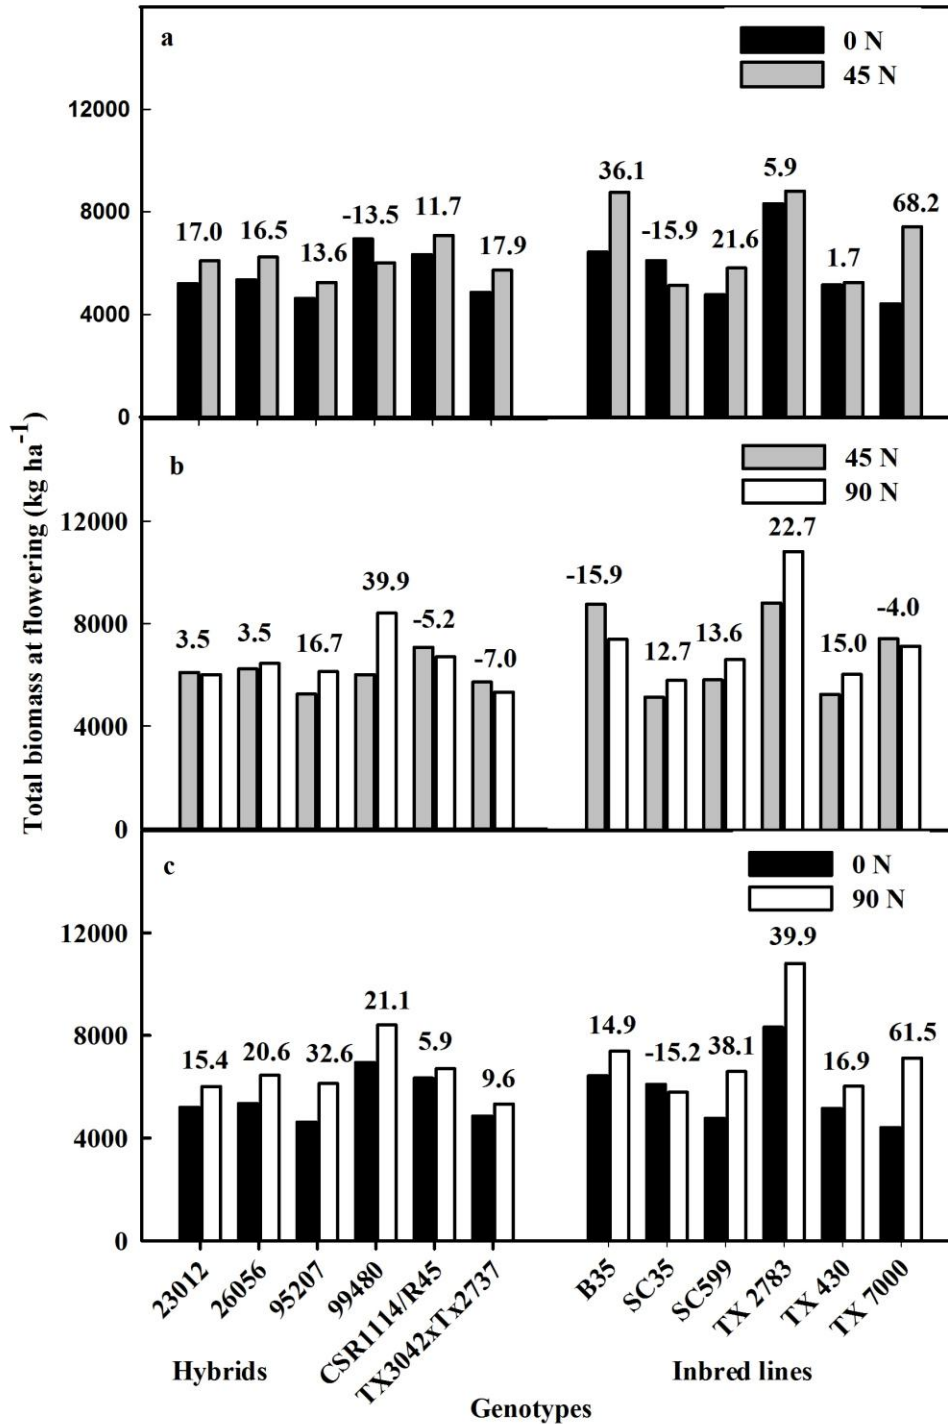 a
0 N
45 N
12000
8000
4000
0
17.0
16.5
13.6
-13.5
11.7
17.9
36.1
-15.9
21.6
5.9
1.7
68.2
b
45 N
90 N
12000
8000
4000
0
3.5
3.5
16.7
39.9
-5.2
-7.0
-15.9
12.7
13.6
22.7
15.0
-4.0
c
0 N
90 N
12000
8000
4000
0
15.4
20.6
32.6
21.1
5.9
9.6
14.9
-15.2
38.1
39.9
16.9
61.5
Total biomass at flowering (kg ha⁻¹)
23012
26056
95207
99480
CSR1114/R45
TX3042xTx2737
B35
SC35
SC599
TX 2783
TX 430
TX 7000
Hybrids
Inbred lines
Genotypes